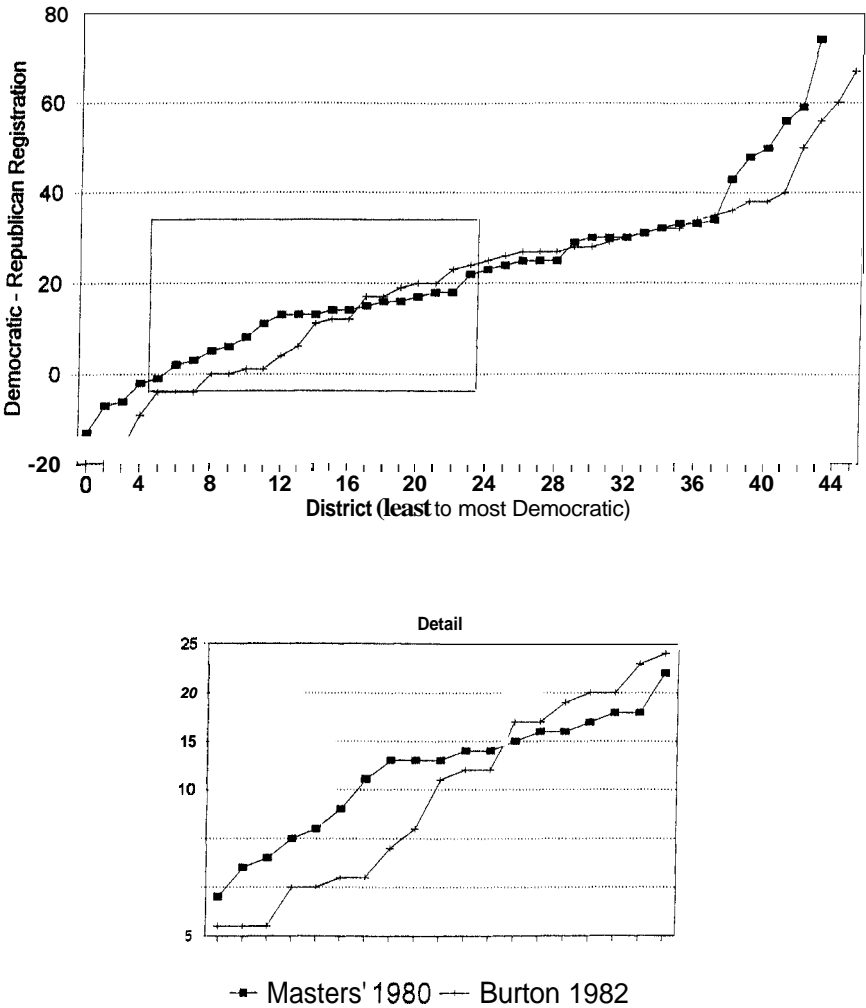 80
60
40
20
0
-20
Democratic - Republican Registration
0 4 8 12 16 20 24 28 32 36 40 44
District (least to most Democratic)
Detail
25
20
15
10
5
Masters' 1980 Burton 1982